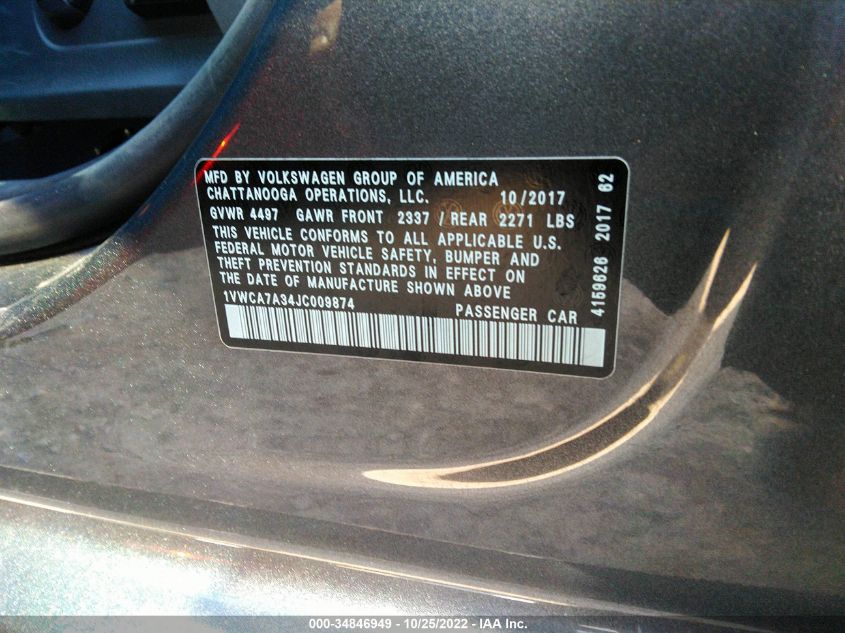 MFD BY VOLKSWAGEN GROUP OF AMERICA
CHATTANOOGA OPERATIONS, LLC. 10/2017
GVWR 4497 GAWR FRONT 2337 / REAR 2271 LBS
THIS VEHICLE CONFORMS TO ALL APPLICABLE U.S.
FEDERAL MOTOR VEHICLE SAFETY, BUMPER AND
THEFT PREVENTION STANDARDS IN EFFECT ON
THE DATE OF MANUFACTURE SHOWN ABOVE
1VWCA7A34JC009874 PASSENGER CAR
4159626 2017 62
000-34846949 - 10/25/2022 - IAA Inc.